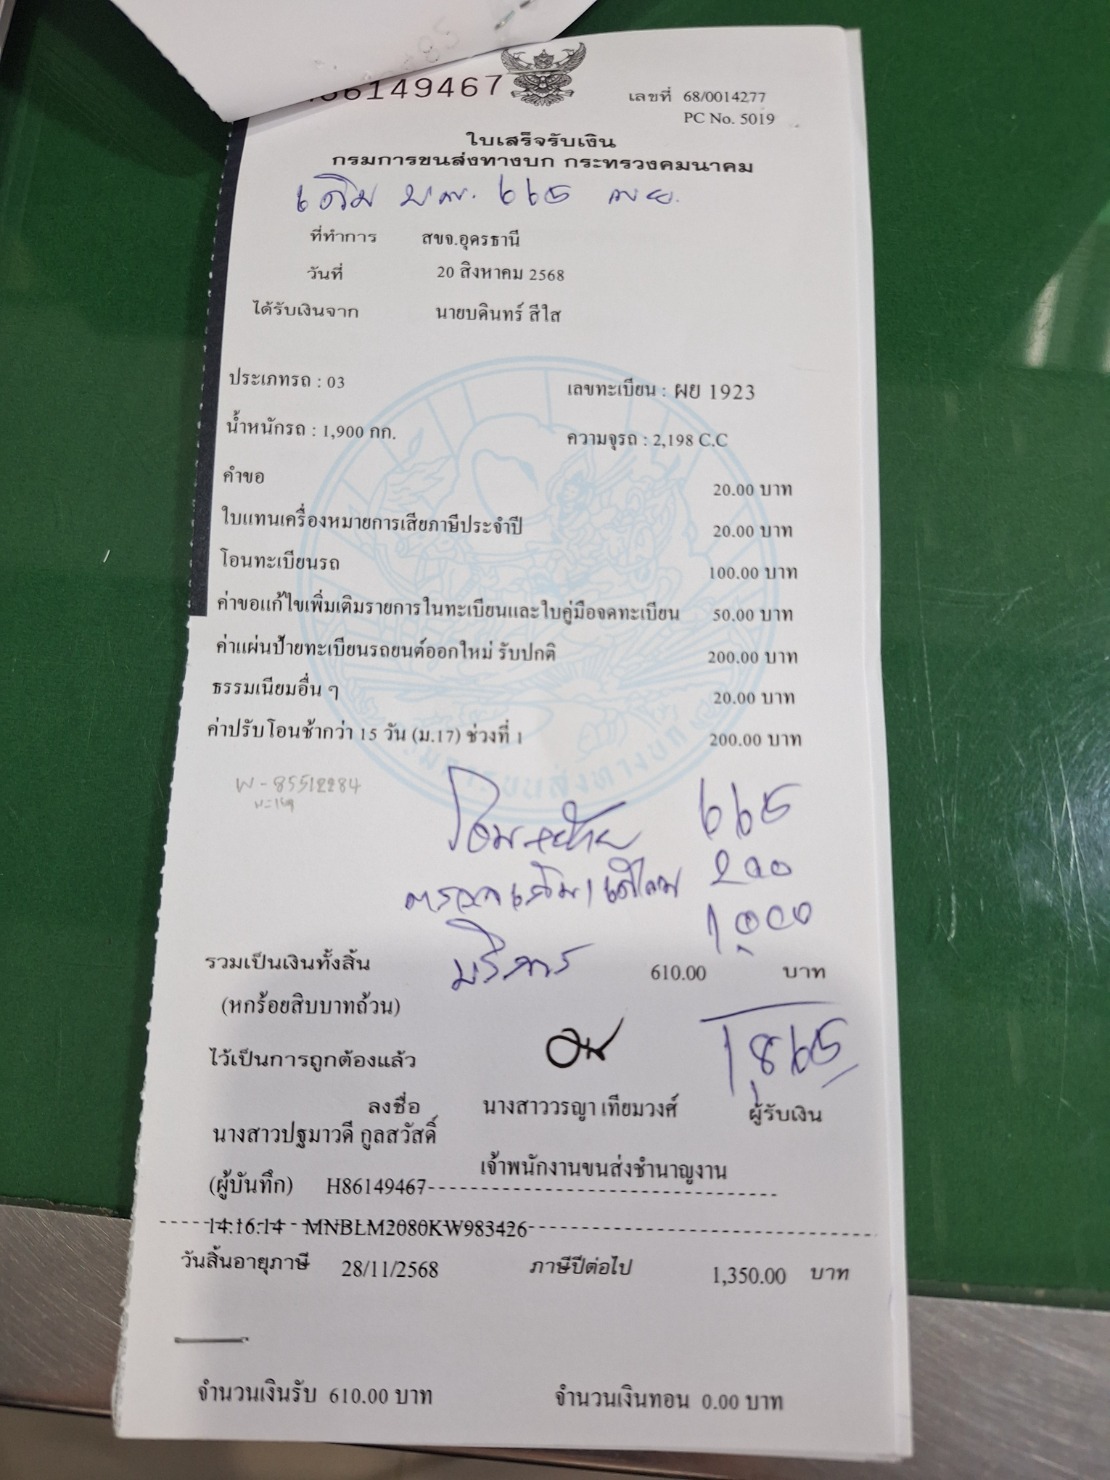 86149467
เลขที่ 68/0014277
PC No. 5019
ใบเสร็จรับเงิน
กรมการขนส่งทางบก กระทรวงคมนาคม
เดิม 665
ที่ทำการ สขจ.อุดรธานี
วันที่ 20 สิงหาคม 2568
ได้รับเงินจาก นายบดินทร์ สีใส
ประเภทรถ : 03 เลขทะเบียน : ผย 1923
น้ำหนักรถ : 1,900 กก. ความจุรถ : 2,198 C.C
คำขอ 20.00 บาท
ใบแทนเครื่องหมายการเสียภาษีประจำปี 20.00 บาท
โอนทะเบียนรถ 100.00 บาท
ค่าขอแก้ไขเพิ่มเติมรายการในทะเบียนและใบคู่มือจดทะเบียน 50.00 บาท
ค่าแผ่นป้ายทะเบียนรถยนต์ออกใหม่ รับปกติ 200.00 บาท
ธรรมเนียมอื่น ๆ 20.00 บาท
ค่าปรับโอนช้ากว่า 15 วัน (ม.17) ช่วงที่ 1 200.00 บาท
W-85512284
โอน+ย้าย 665
200
บริการ 1000
รวมเป็นเงินทั้งสิ้น 610.00 บาท
(หกร้อยสิบบาทถ้วน)
1,865
ไว้เป็นการถูกต้องแล้ว
ลงชื่อ นางสาววรญา เทียมวงศ์ ผู้รับเงิน
นางสาวปฐมาวดี กูลสวัสดิ์
เจ้าพนักงานขนส่งชำนาญงาน
(ผู้บันทึก) H86149467
14:16:14 MNBLM2080KW983426
วันสิ้นอายุภาษี 28/11/2568 ภาษีปีต่อไป 1,350.00 บาท
จำนวนเงินรับ 610.00 บาท จำนวนเงินทอน 0.00 บาท